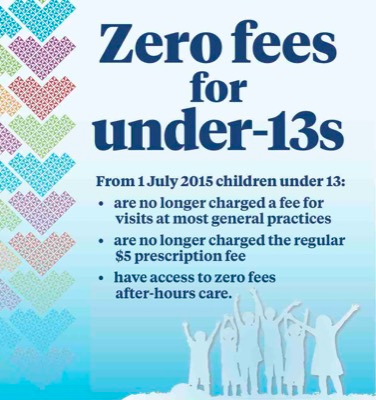 Zero fees
for
under-13s
From 1 July 2015 children under 13:
• are no longer charged a fee for
visits at most general practices
• are no longer charged the regular
$5 prescription fee
• have access to zero fees
after-hours care.